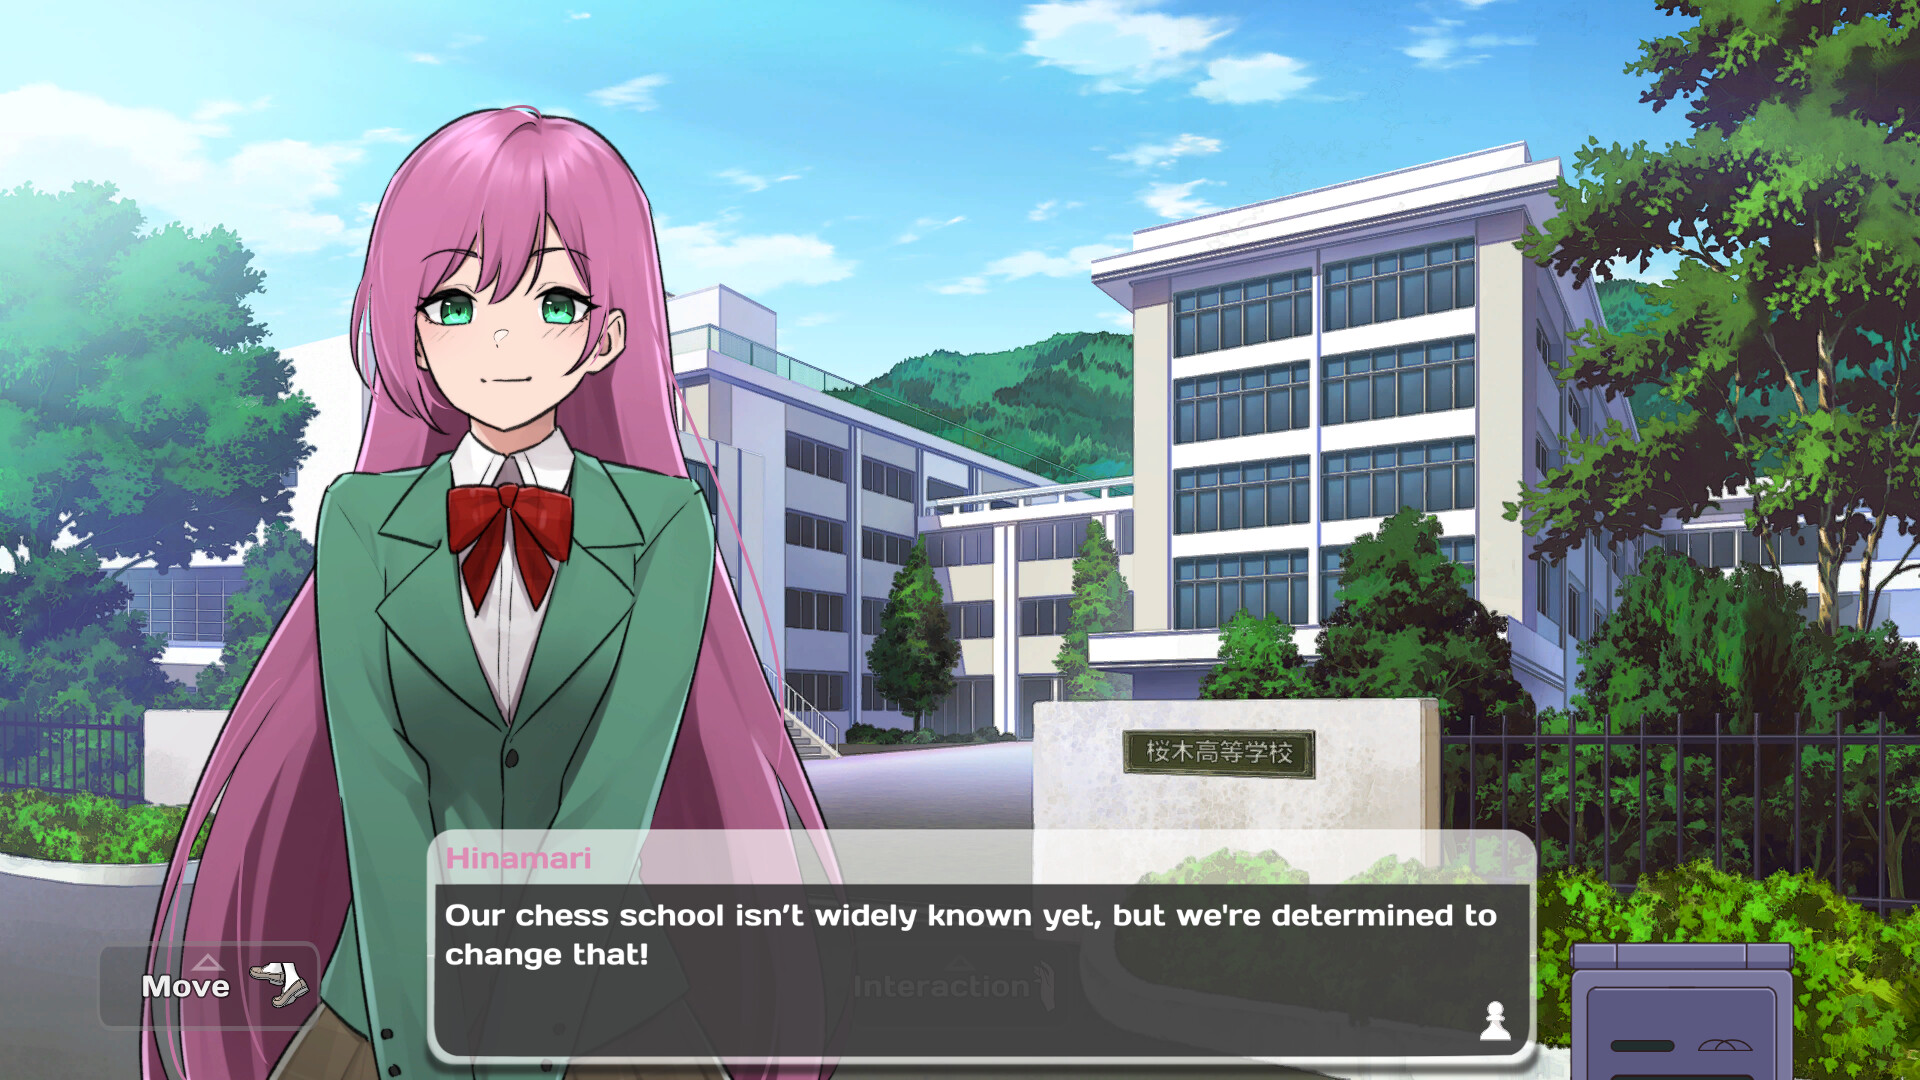 桜木高等学校
Hinamari
Our chess school isn't widely known yet, but we're determined to
change that!
Move
Interaction